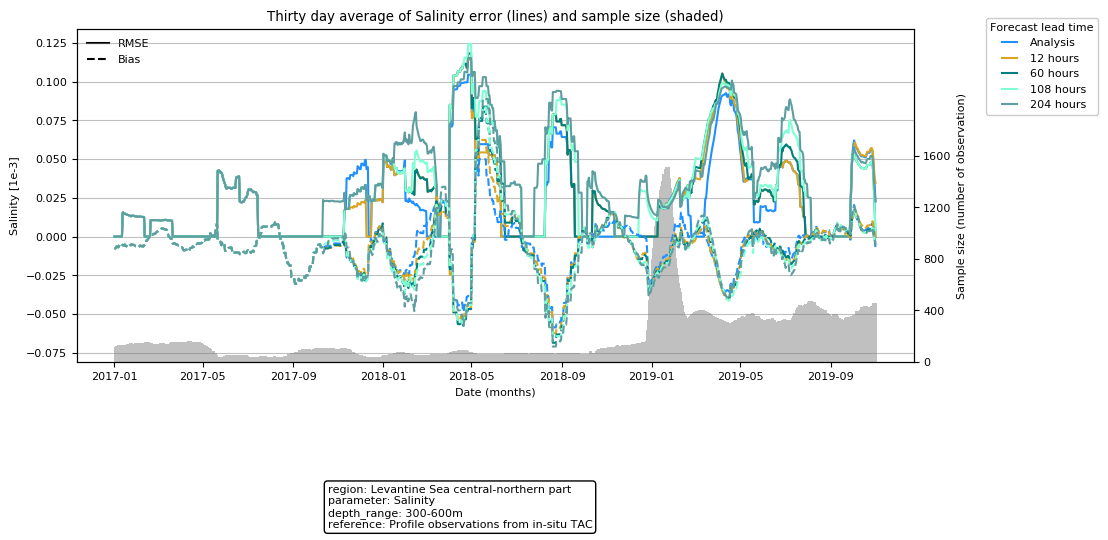 Thirty day average of Salinity error (lines) and sample size (shaded)
Forecast lead time
Analysis
12 hours
60 hours
108 hours
204 hours
RMSE
Bias
0.125
0.100
0.075
0.050
0.025
0.000
−0.025
−0.050
−0.075
Salinity [1e-3]
1600
1200
800
400
0
Sample size (number of observation)
2017-01 2017-05 2017-09 2018-01 2018-05 2018-09 2019-01 2019-05 2019-09
Date (months)
region: Levantine Sea central-northern part
parameter: Salinity
depth_range: 300-600m
reference: Profile observations from in-situ TAC